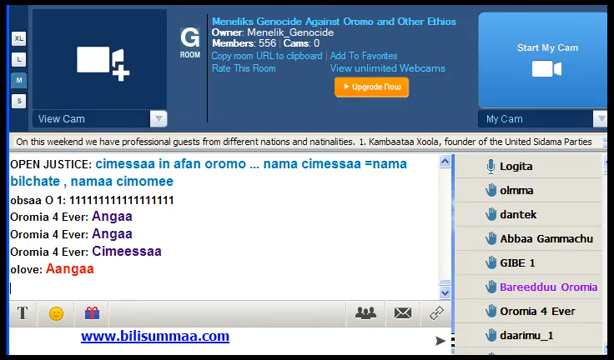 XL
L
M
S
View Cam
G
ROOM
Meneliks Genocide Against Oromo and Other Ethios
Owner: Menelik_Genocide
Members: 556 | Cams: 0
Copy room URL to clipboard | Add To Favorites
Rate This Room
View unlimited Webcams
Upgrade Now
Start My Cam
My Cam
On this weekend we have professional guests from different nations and natinalities. 1. Kambaataa Xoola, founder of the United Sidama Parties
OPEN JUSTICE: cimessaa in afan oromo ... nama cimessaa =nama
bilchate , namaa cimomee
obsaa O 1: 11111111111111111
Oromia 4 Ever: Angaa
Oromia 4 Ever: Angaa
Oromia 4 Ever: Cimeessaa
olove: Aangaa
T
www.bilisummaa.com
Logita
olmma
dantek
Abbaa Gammachu
GIBE 1
Bareedduu Oromia
Oromia 4 Ever
daarimu_1